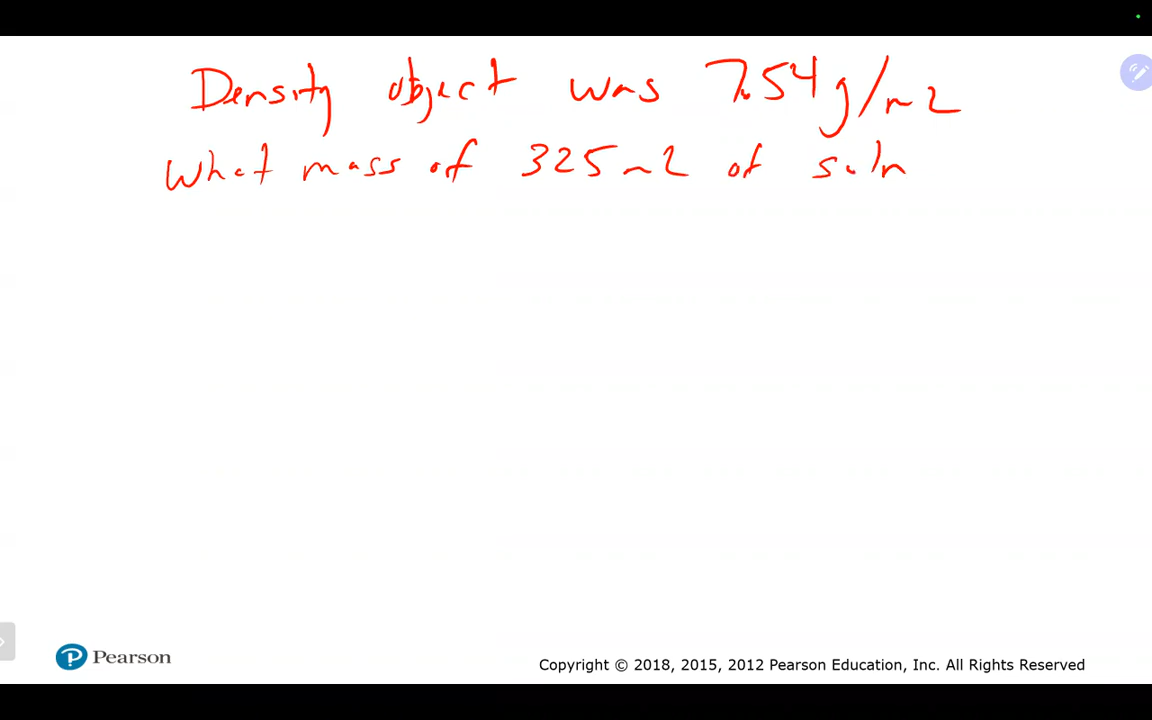 Density object was 7.54 g/mL
What mass of 325 mL of soln
Pearson
Copyright © 2018, 2015, 2012 Pearson Education, Inc. All Rights Reserved